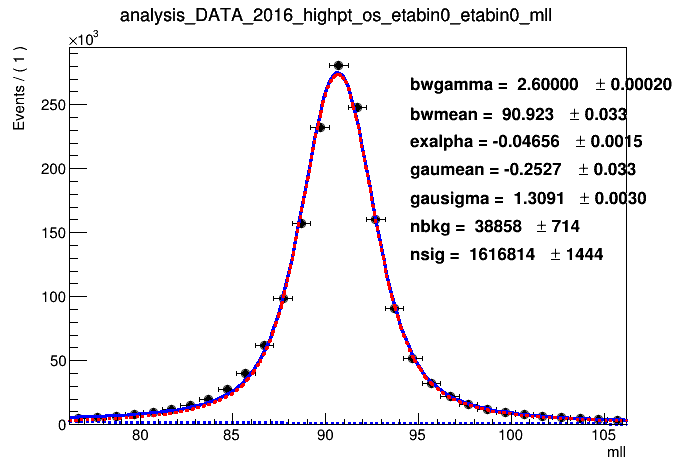 analysis_DATA_2016_highpt_os_etabin0_etabin0_mll
×10³
Events / ( 1 )
bwgamma = 2.60000 ± 0.00020
bwmean = 90.923 ± 0.033
exalpha = -0.04656 ± 0.0015
gaumean = -0.2527 ± 0.033
gausigma = 1.3091 ± 0.0030
nbkg = 38858 ± 714
nsig = 1616814 ± 1444
250
200
150
100
50
0
80 85 90 95 100 105
mll